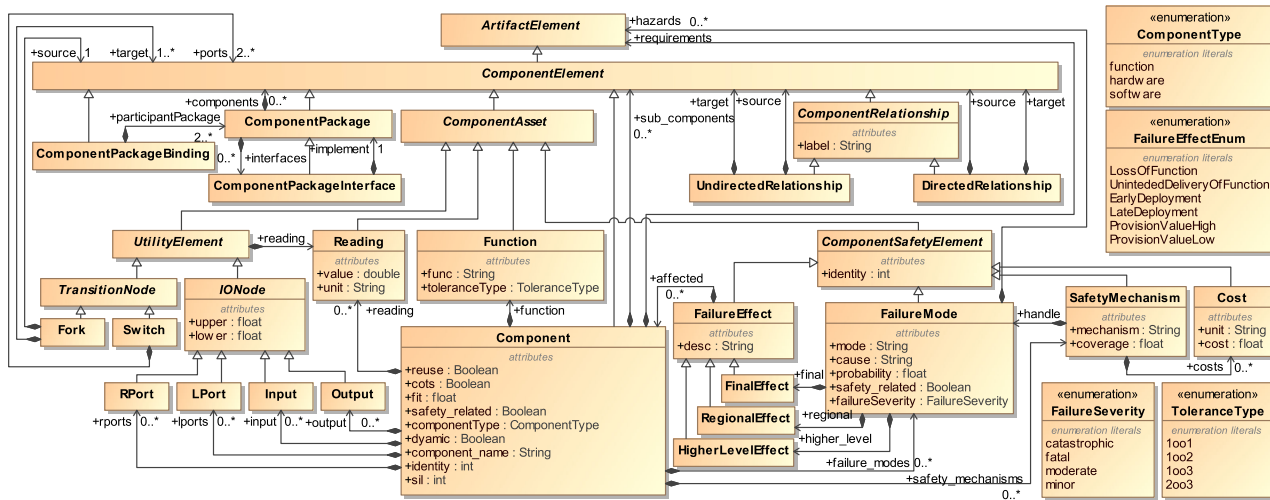 ArtifactElement
+hazards 0..*
+requirements
+source 1
+target 1..*
+ports 2..*
ComponentElement
«enumeration»
ComponentType
enumeration literals
function
hardware
software
+components 0..*
+participantPackage
2..*
ComponentPackage
ComponentPackageBinding
0..*
+interfaces
+implement 1
ComponentPackageInterface
ComponentAsset
+sub_components
0..*
+target
+source
ComponentRelationship
attributes
+label : String
+source
+target
UndirectedRelationship
DirectedRelationship
«enumeration»
FailureEffectEnum
enumeration literals
LossOfFunction
UnintededDeliveryOfFunction
EarlyDeployment
LateDeployment
ProvisionValueHigh
ProvisionValueLow
UtilityElement
+reading
Reading
attributes
+value : double
+unit : String
0..*
+reading
Function
attributes
+func : String
+toleranceType : ToleranceType
+function
ComponentSafetyElement
attributes
+identity : int
TransitionNode
Fork
Switch
IONode
attributes
+upper : float
+lower : float
RPort
LPort
Input
Output
+rports 0..*
+lports 0..*
+input 0..*
+output 0..*
Component
attributes
+reuse : Boolean
+cots : Boolean
+fit : float
+safety_related : Boolean
+componentType : ComponentType
+dyamic : Boolean
+component_name : String
+identity : int
+sil : int
+affected
0..*
FailureEffect
attributes
+desc : String
FinalEffect
RegionalEffect
HigherLevelEffect
+final
+regional
+higher_level
FailureMode
attributes
+mode : String
+cause : String
+probability : float
+safety_related : Boolean
+failureSeverity : FailureSeverity
+handle
SafetyMechanism
attributes
+mechanism : String
+coverage : float
Cost
attributes
+unit : String
+cost : float
+costs 0..*
+failure_modes 0..*
+safety_mechanisms
0..*
«enumeration»
FailureSeverity
enumeration literals
catastrophic
fatal
moderate
minor
«enumeration»
ToleranceType
enumeration literals
1oo1
1oo2
1oo3
2oo3